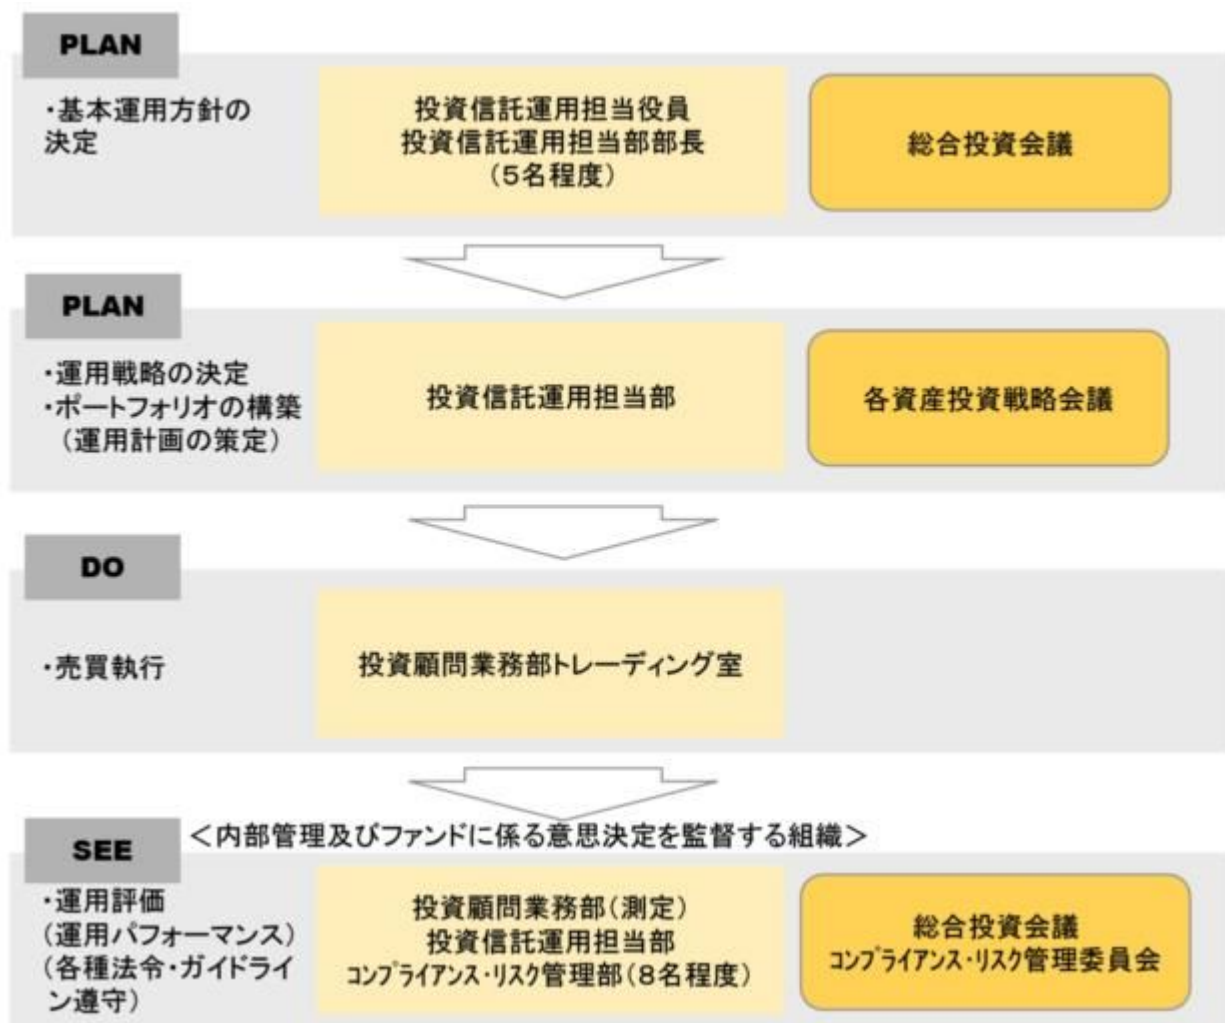 PLAN
・基本運用方針の
決定
投資信託運用担当役員
投資信託運用担当部部長
(5名程度)
総合投資会議
PLAN
・運用戦略の決定
・ポートフォリオの構築
(運用計画の策定)
投資信託運用担当部
各資産投資戦略会議
DO
・売買執行
投資顧問業務部トレーディング室
SEE
＜内部管理及びファンドに係る意思決定を監督する組織＞
・運用評価
(運用パフォーマンス)
(各種法令・ガイドライ
ン遵守)
投資顧問業務部(測定)
投資信託運用担当部
コンプライアンス・リスク管理部(8名程度)
総合投資会議
コンプライアンス・リスク管理委員会